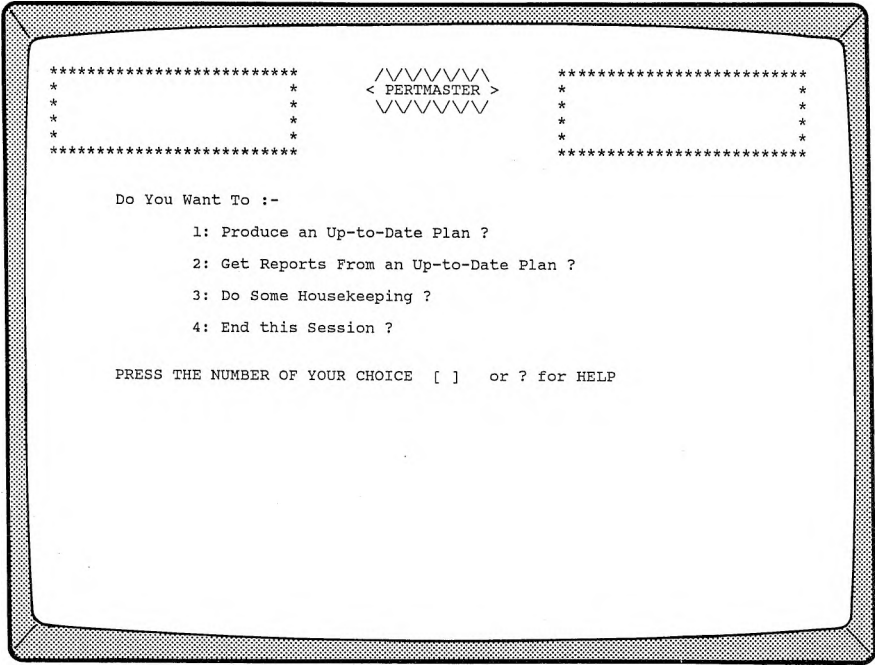 ************************** /\/\/\/\/\/\ **************************
* * < PERTMASTER > * *
* * \/\/\/\/\/\/ * *
* * * *
* * * *
************************** **************************
Do You Want To :-
1: Produce an Up-to-Date Plan ?
2: Get Reports From an Up-to-Date Plan ?
3: Do Some Housekeeping ?
4: End this Session ?
PRESS THE NUMBER OF YOUR CHOICE [ ] or ? for HELP